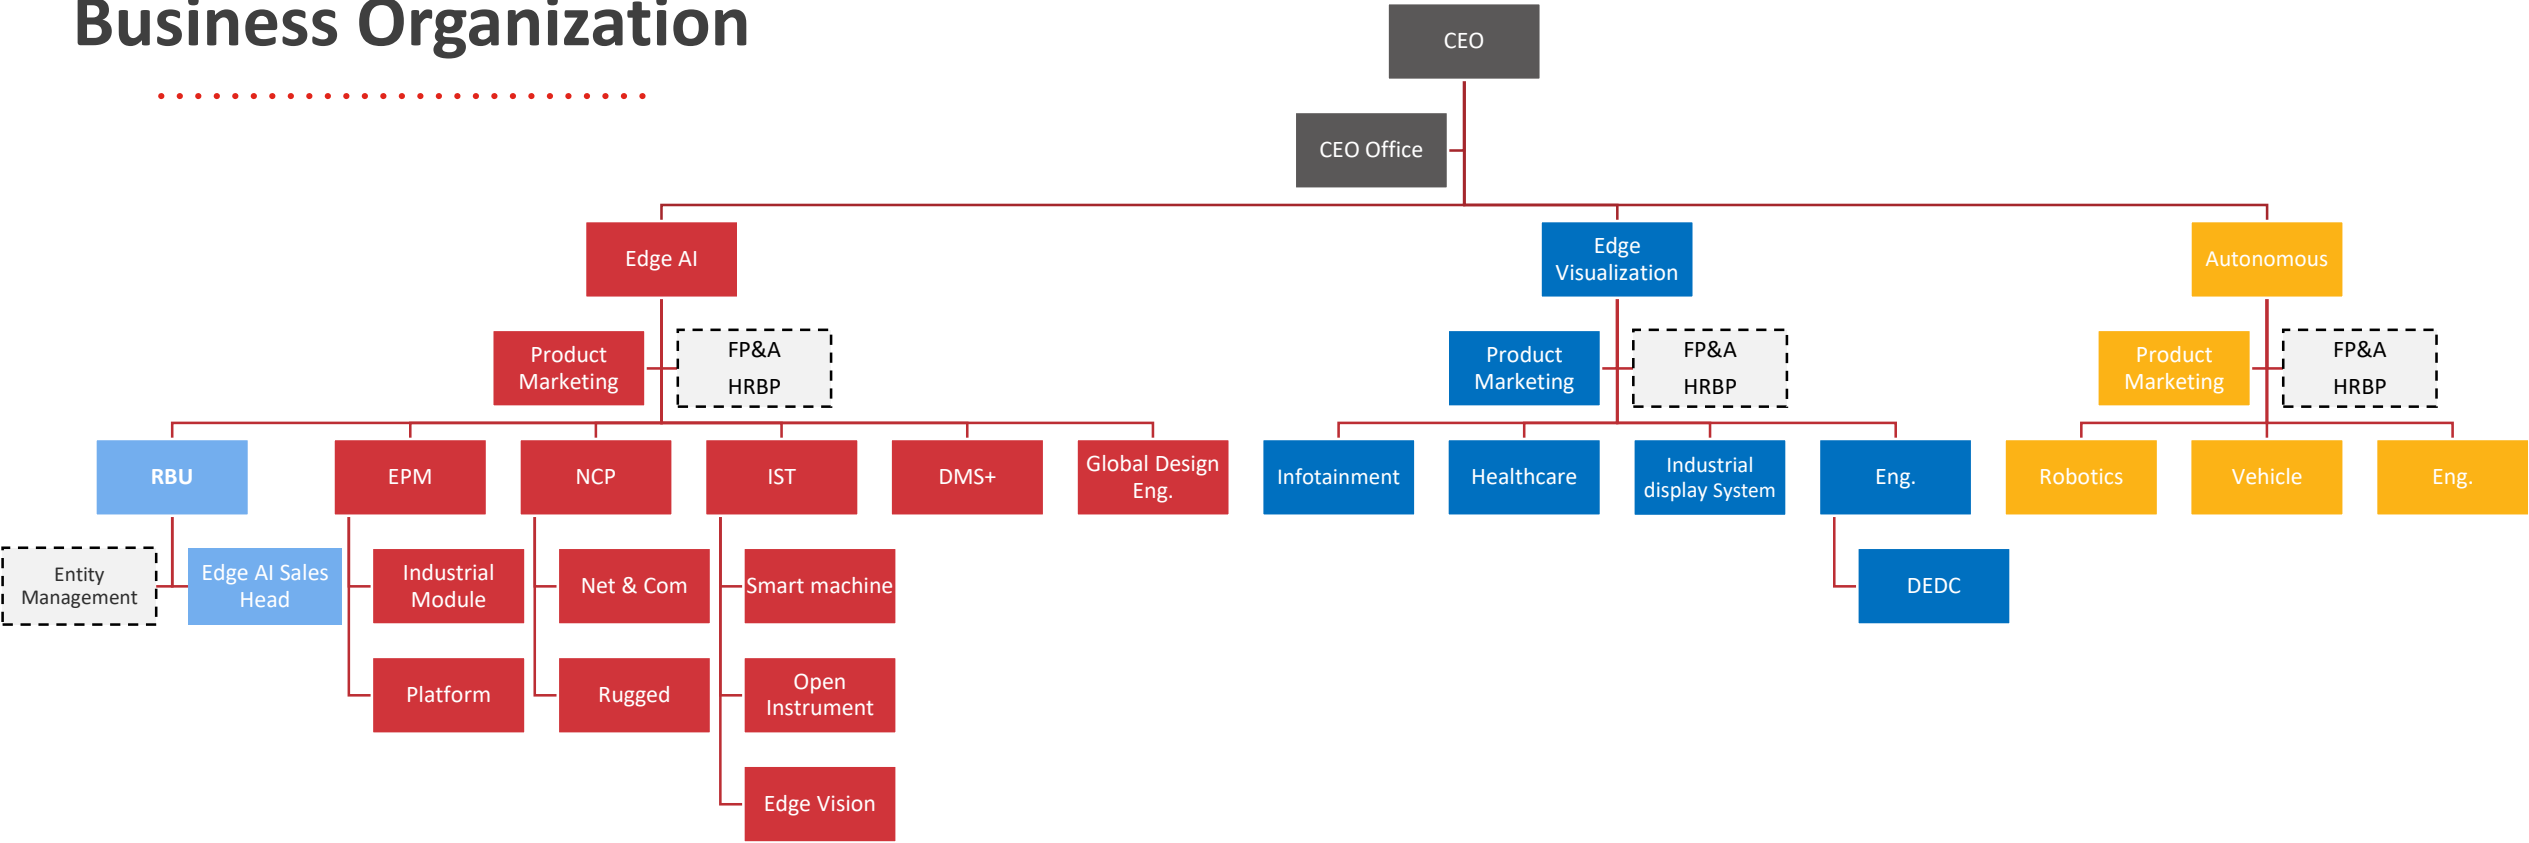 Business Organization
CEO
CEO Office
Edge AI
Edge
Visualization
Autonomous
Product
Marketing
FP&A
HRBP
Product
Marketing
FP&A
HRBP
Product
Marketing
FP&A
HRBP
RBU
EPM
NCP
IST
DMS+
Global Design
Eng.
Infotainment
Healthcare
Industrial
display System
Eng.
Robotics
Vehicle
Eng.
Entity
Management
Edge AI Sales
Head
Industrial
Module
Net & Com
Smart machine
DEDC
Platform
Rugged
Open
Instrument
Edge Vision